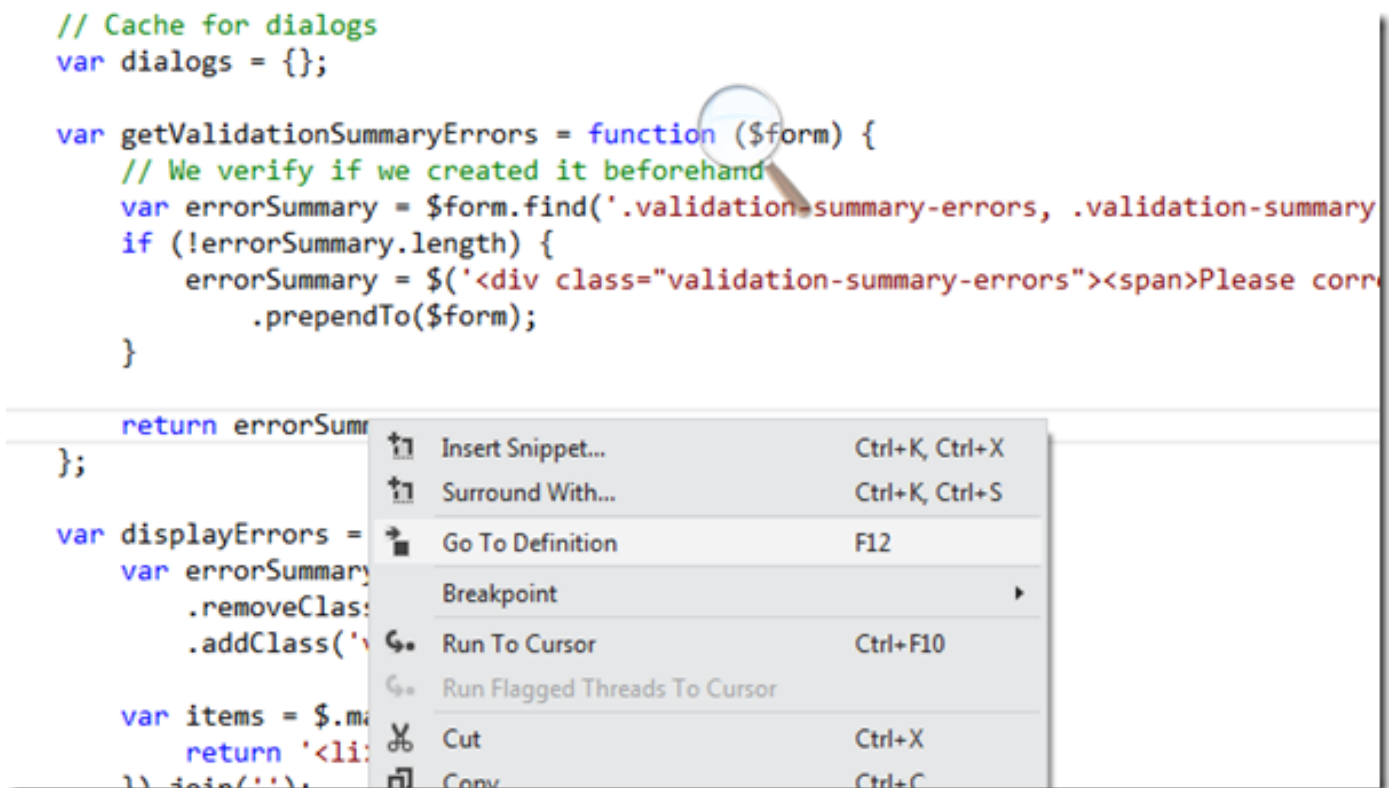 // Cache for dialogs
var dialogs = {};
var getValidationSummaryErrors = function ($form) {
// We verify if we created it beforehand
var errorSummary = $form.find('.validation-summary-errors, .validation-summary
if (!errorSummary.length) {
errorSummary = $('<div class="validation-summary-errors"><span>Please corr
.prependTo($form);
}
return errorSumm
};
var displayErrors =
var errorSummary
.removeClass
.addClass('v
var items = $.ma
return '<li
}).join('');
Insert Snippet... Ctrl+K, Ctrl+X
Surround With... Ctrl+K, Ctrl+S
Go To Definition F12
Breakpoint
Run To Cursor Ctrl+F10
Run Flagged Threads To Cursor
Cut Ctrl+X
Copy Ctrl+C